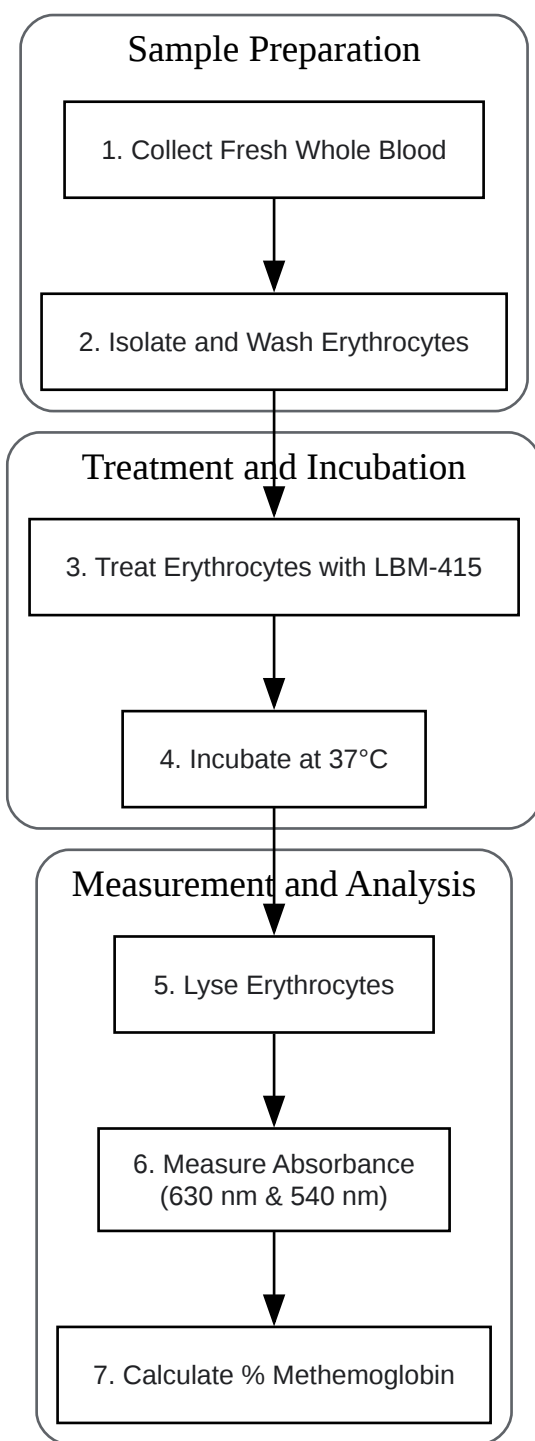 Sample Preparation
1. Collect Fresh Whole Blood
2. Isolate and Wash Erythrocytes
Treatment and Incubation
3. Treat Erythrocytes with LBM-415
4. Incubate at 37°C
Measurement and Analysis
5. Lyse Erythrocytes
6. Measure Absorbance
(630 nm & 540 nm)
7. Calculate % Methemoglobin